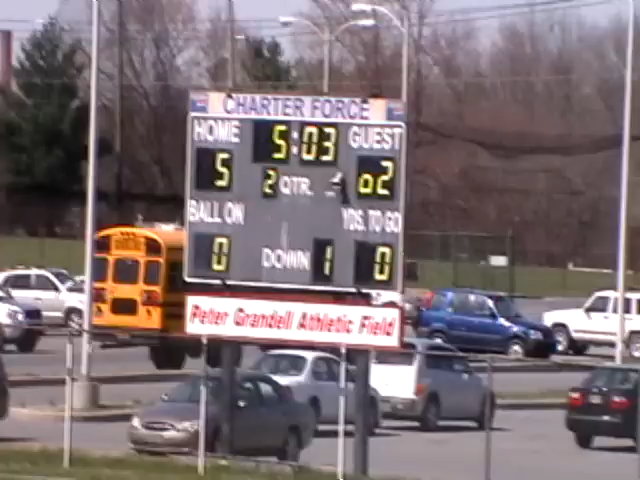 CHARTER FORCE
HOME 5:03 GUEST
5 2 QTR. 02
BALL ON YDS. TO GO
0 DOWN 1 0
Peter Grandell Athletic Field